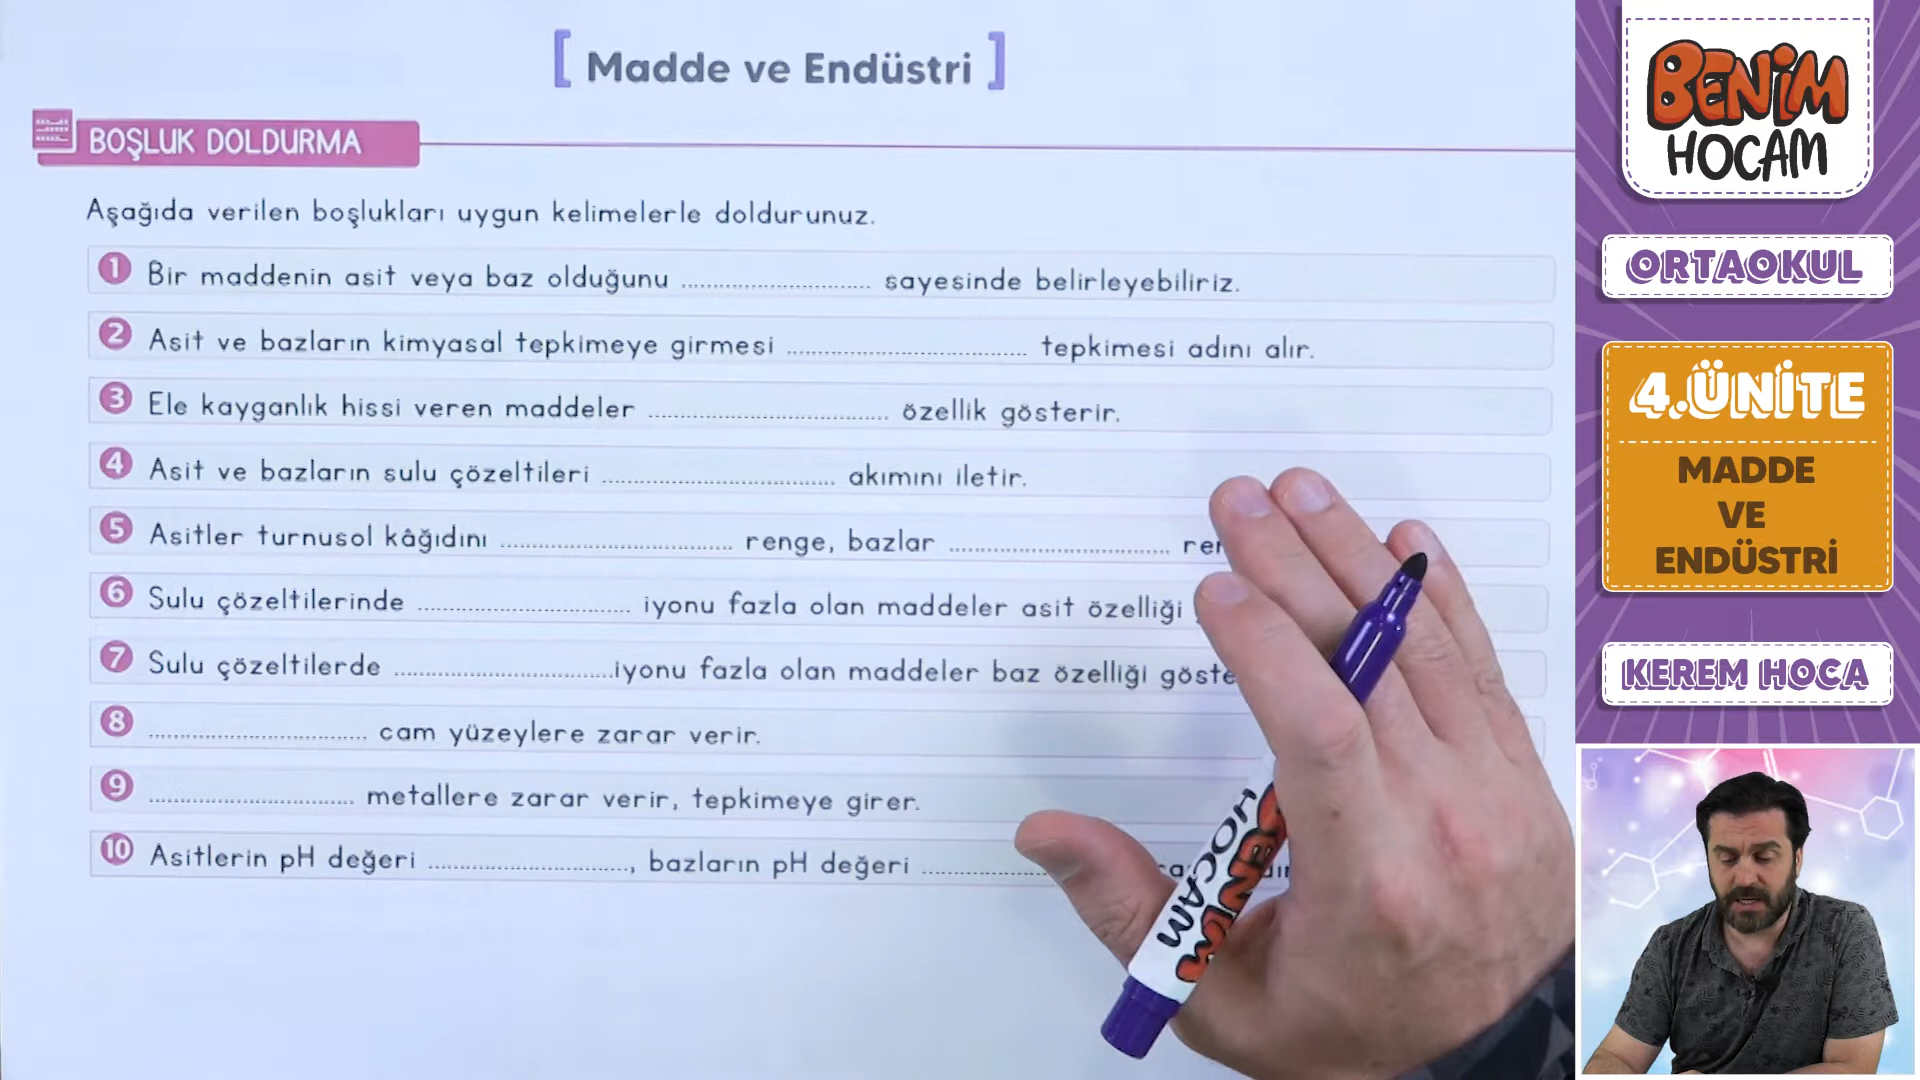 [ Madde ve Endüstri ]
BOŞLUK DOLDURMA
Aşağıda verilen boşlukları uygun kelimelerle doldurunuz.
1 Bir maddenin asit veya baz olduğunu .............................. sayesinde belirleyebiliriz.
2 Asit ve bazların kimyasal tepkimeye girmesi .............................. tepkimesi adını alır.
3 Ele kayganlık hissi veren maddeler .............................. özellik gösterir.
4 Asit ve bazların sulu çözeltileri .............................. akımını iletir.
5 Asitler turnusol kâğıdını .............................. renge, bazlar ..............................
6 Sulu çözeltilerinde .............................. iyonu fazla olan maddeler asit özelliği
7 Sulu çözeltilerde ..............................iyonu fazla olan maddeler baz özelliği
8 .............................. cam yüzeylere zarar verir.
9 .............................. metallere zarar verir, tepkimeye girer.
10 Asitlerin pH değeri .............................., bazların pH değeri ....................
BENİM
HOCAM
BENİM
HOCAM
ORTAOKUL
4.ÜNİTE
MADDE
VE
ENDÜSTRİ
KEREM HOCA